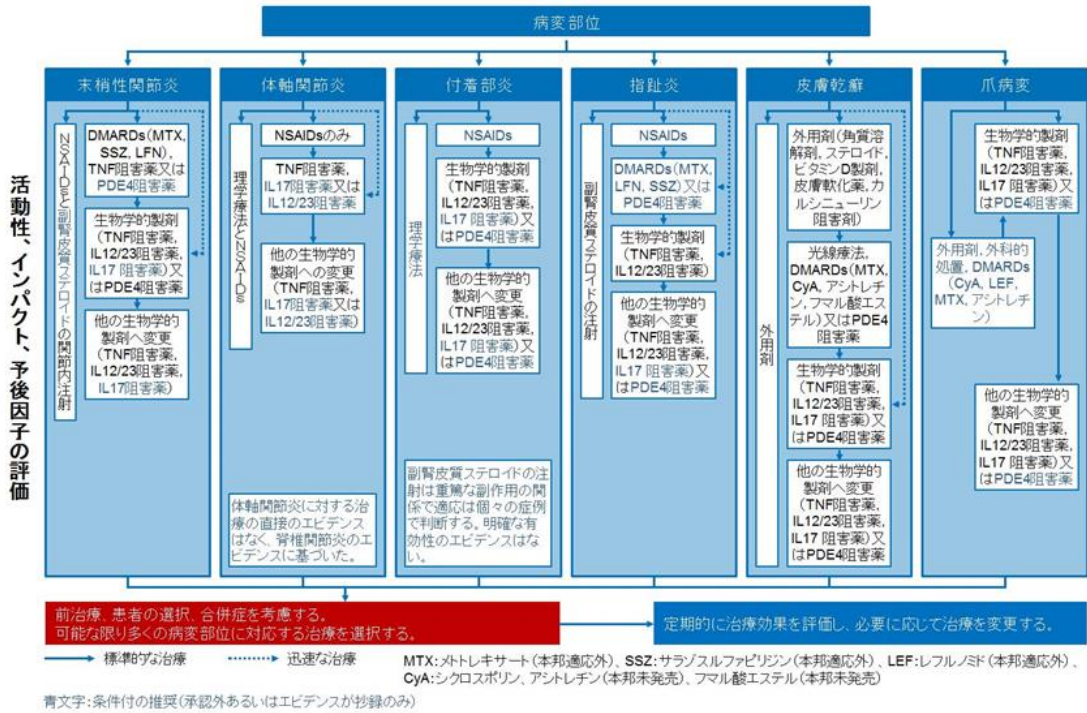 病変部位
活動性、インパクト、予後因子の評価
末梢性関節炎
NSAIDsと副腎皮質ステロイドの関節内注射
DMARDs(MTX,
SSZ, LFN),
TNF阻害薬又は
PDE4阻害薬
生物学的製剤
(TNF阻害薬,
IL12/23阻害薬,
IL17 阻害薬)又
はPDE4阻害薬
他の生物学的
製剤へ変更
(TNF阻害薬,
IL12/23阻害薬,
IL17阻害薬)
体軸関節炎
理学療法とNSAIDs
NSAIDsのみ
TNF阻害薬,
IL17阻害薬又は
IL12/23阻害薬
他の生物学的
製剤への変更
(TNF阻害薬,
IL17阻害薬又は
IL12/23阻害薬)
体軸関節炎に対する治
療の直接のエビデンス
はなく、脊椎関節炎のエ
ビデンスに基づいた。
付着部炎
理学療法
NSAIDs
生物学的製剤
(TNF阻害薬,
IL12/23阻害薬,
IL17 阻害薬)又
はPDE4阻害薬
他の生物学的
製剤へ変更
(TNF阻害薬,
IL12/23阻害薬,
IL17 阻害薬)又
はPDE4阻害薬
副腎皮質ステロイドの注
射は重篤な副作用の関
係で適応は個々の症例
で判断する。明確な有
効性のエビデンスはな
い。
指趾炎
副腎皮質ステロイドの注射
NSAIDs
DMARDs(MTX,
LFN, SSZ)又は
PDE4阻害薬
生物学的製剤
(TNF阻害薬,
IL12/23阻害薬)
他の生物学的
製剤へ変更
(TNF阻害薬,
IL12/23阻害薬,
IL17 阻害薬)又
はPDE4阻害薬
皮膚乾癬
外用剤
外用剤(角質溶
解剤, ステロイド,
ビタミンD製剤,
皮膚軟化薬, カ
ルシニューリン
阻害剤)
光線療法,
DMARDs(MTX,
CyA, アシトレチ
ン, フマル酸エス
テル)又はPDE4
阻害薬
生物学的製剤
(TNF阻害薬,
IL12/23阻害薬,
IL17 阻害薬)又
はPDE4阻害薬
他の生物学的
製剤へ変更
(TNF阻害薬,
IL12/23阻害薬,
IL17 阻害薬)又
はPDE4阻害薬
爪病変
生物学的製剤
(TNF阻害薬,
IL12/23阻害薬,
IL17 阻害薬)又
はPDE4阻害薬
外用剤, 外科的
処置, DMARDs
(CyA, LEF,
MTX, アシトレ
チン)
他の生物学的
製剤へ変更
(TNF阻害薬,
IL12/23阻害薬,
IL17 阻害薬)又
はPDE4阻害薬
前治療、患者の選択、合併症を考慮する。
可能な限り多くの病変部位に対応する治療を選択する。
定期的に治療効果を評価し、必要に応じて治療を変更する。
標準的な治療
迅速な治療
MTX:メトトレキサート(本邦適応外)、SSZ:サラゾスルファピリジン(本邦適応外)、LEF:レフルノミド(本邦適応外)、
CyA:シクロスポリン、アシトレチン(本邦未発売)、フマル酸エステル(本邦未発売)
青文字:条件付の推奨(承認外あるいはエビデンスが抄録のみ)